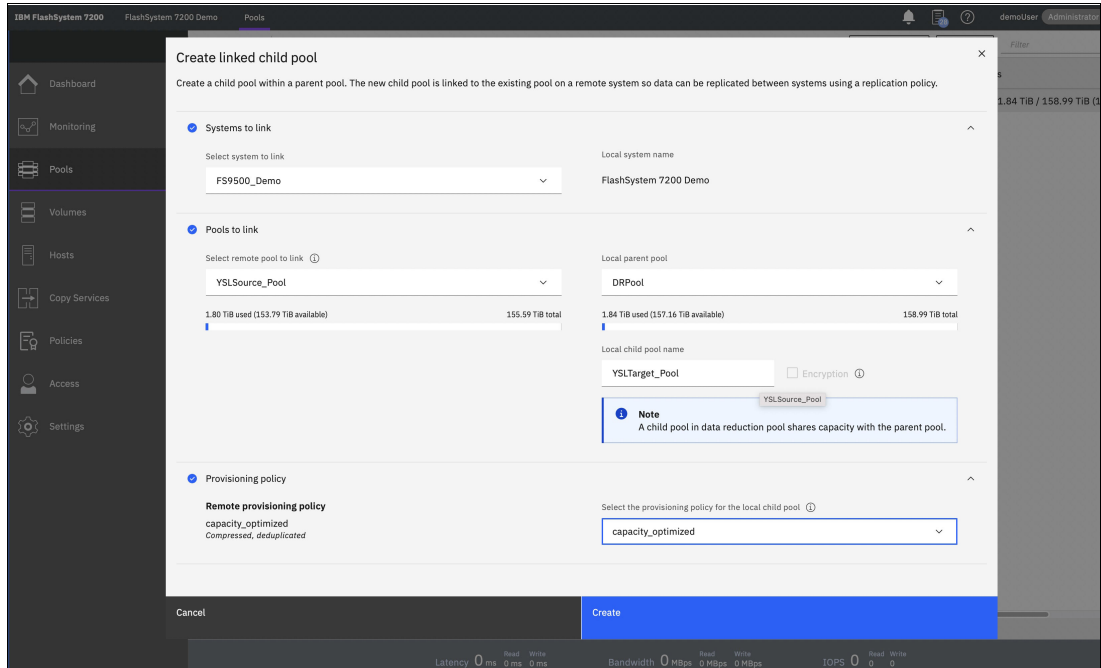 IBM FlashSystem 7200 FlashSystem 7200 Demo Pools
28
demoUser Administrator
Filter
Dashboard
Monitoring
Pools
Volumes
Hosts
Copy Services
Policies
Access
Settings
s
1.84 TiB / 158.99 TiB (1
Create linked child pool
Create a child pool within a parent pool. The new child pool is linked to the existing pool on a remote system so data can be replicated between systems using a replication policy.
Systems to link
Select system to link
FS9500_Demo
Local system name
FlashSystem 7200 Demo
Pools to link
Select remote pool to link
YSLSource_Pool
1.80 TiB used (153.79 TiB available) 155.59 TiB total
Local parent pool
DRPool
1.84 TiB used (157.16 TiB available) 158.99 TiB total
Local child pool name
YSLTarget_Pool
Encryption
YSLSource_Pool
Note
A child pool in data reduction pool shares capacity with the parent pool.
Provisioning policy
Remote provisioning policy
capacity_optimized
Compressed, deduplicated
Select the provisioning policy for the local child pool
capacity_optimized
Cancel
Create
Latency 0 ms Read 0 ms Write 0 ms
Bandwidth 0 MBps Read 0 MBps Write 0 MBps
IOPS 0 Read 0 Write 0